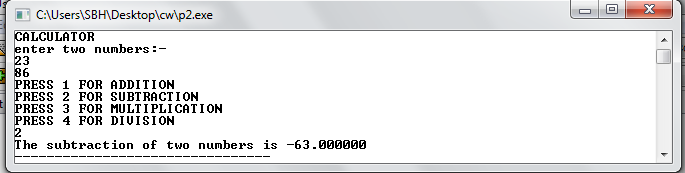 C:\Users\SBH\Desktop\cw\p2.exe
CALCULATOR
enter two numbers:-
23
86
PRESS 1 FOR ADDITION
PRESS 2 FOR SUBTRACTION
PRESS 3 FOR MULTIPLICATION
PRESS 4 FOR DIVISION
2
The subtraction of two numbers is -63.000000
--------------------------------